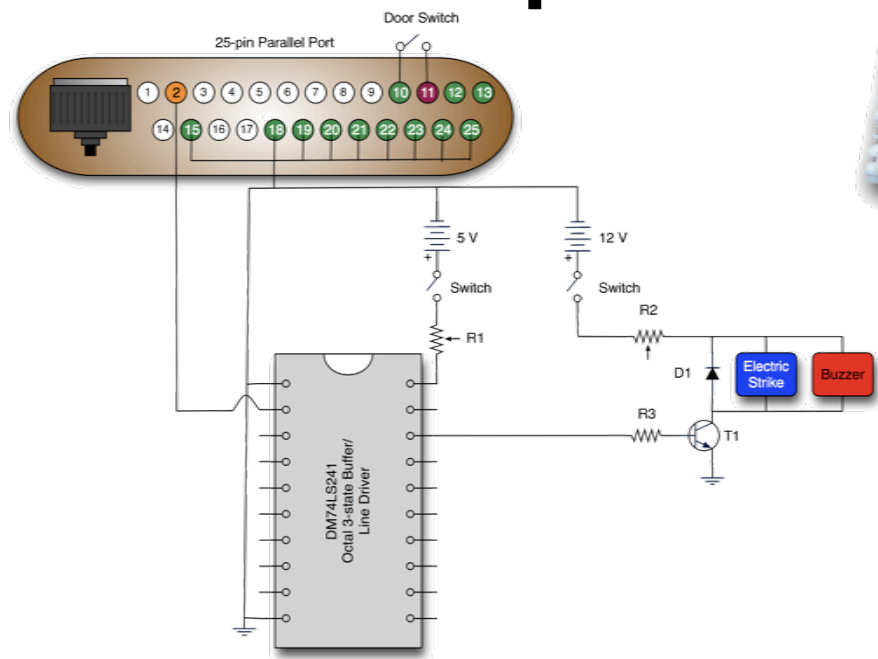 Door Switch
25-pin Parallel Port
1 2 3 4 5 6 7 8 9 10 11 12 13
14 15 16 17 18 19 20 21 22 23 24 25
5 V
12 V
+
+
Switch
Switch
R1
R2
D1
Electric
Strike
Buzzer
R3
T1
DM74LS241
Octal 3-state Buffer/
Line Driver